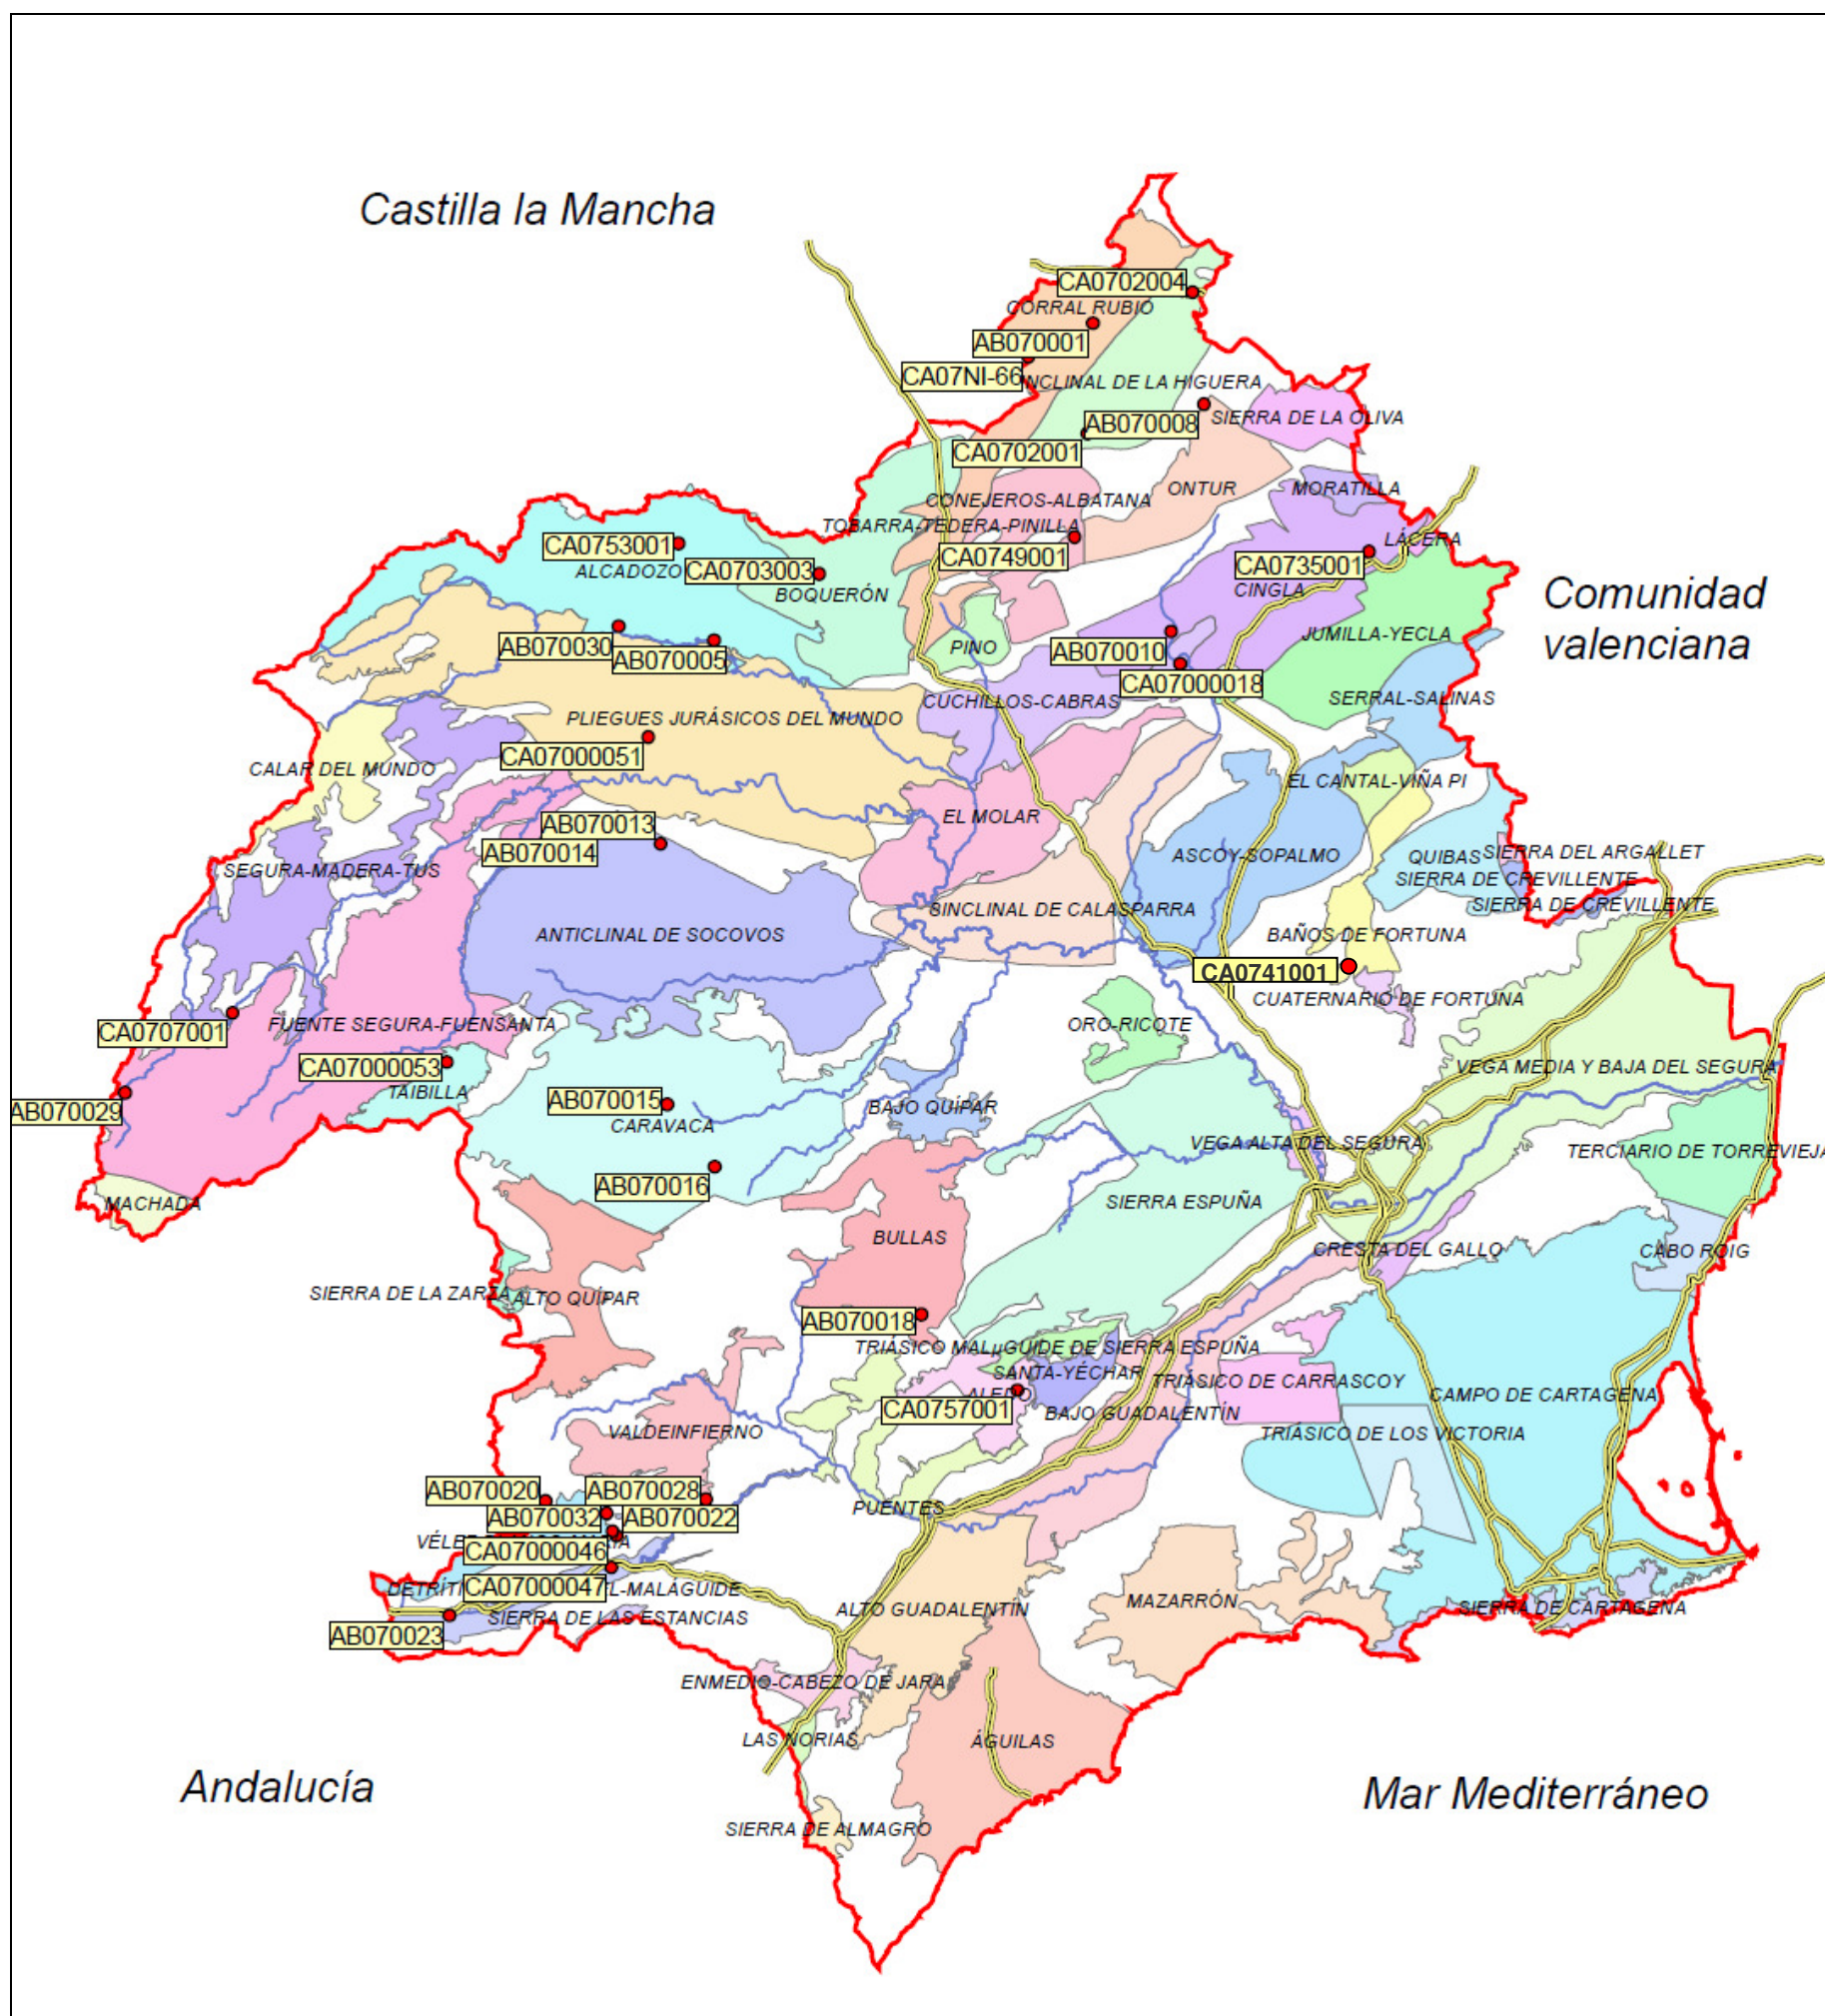 Castilla la Mancha
CA0702004
CORRAL RUBIO
AB070001
CA07NI-66
INCLINAL DE LA HIGUERA
AB070008
SIERRA DE LA OLIVA
CA0702001
ONTUR
MORATILLA
CONEJEROS-ALBATANA
TOBARRA-TEDERA-PINILLA
CA0753001
ALCADOZO
CA0703003
BOQUERÓN
CA0749001
LÁCERA
CA0735001
CINGLA
Comunidad
valenciana
AB070030
AB070005
PINO
AB070010
JUMILLA-YECLA
CA07000018
CUCHILLOS-CABRAS
SERRAL-SALINAS
PLIEGUES JURÁSICOS DEL MUNDO
CA07000051
CALAR DEL MUNDO
EL CANTAL-VIÑA PI
AB070013
EL MOLAR
AB070014
ASCOY-SOPALMO
QUIBAS
SIERRA DEL ARGALLET
SEGURA-MADERA-TUS
SIERRA DE CREVILLENTE
SIERRA DE CREVILLENTE
SINCLINAL DE CALASPARRA
ANTICLINAL DE SOCOVOS
BAÑOS DE FORTUNA
CA0741001
CUATERNARIO DE FORTUNA
CA0707001
FUENTE SEGURA-FUENSANTA
ORO-RICOTE
CA07000053
TAIBILLA
VEGA MEDIA Y BAJA DEL SEGURA
AB070029
AB070015
CARAVACA
BAJO QUÍPAR
VEGA ALTA DEL SEGURA
TERCIARIO DE TORREVIEJA
AB070016
MACHADA
SIERRA ESPUÑA
BULLAS
CRESTA DEL GALLO
CABO ROIG
SIERRA DE LA ZARZA
ALTO QUÍPAR
AB070018
TRIÁSICO MALµGUIDE DE SIERRA ESPUÑA
SANTA-YÉCHAR
TRIÁSICO DE CARRASCOY
ALEDO
CAMPO DE CARTAGENA
CA0757001
BAJO GUADALENTÍN
VALDEINFIERNO
TRIÁSICO DE LOS VICTORIA
AB070020
AB070028
PUENTES
AB070032
AB070022
CA07000046
CA07000047
L-MALAGUIDE
SIERRA DE LAS ESTANCIAS
AB070023
ALTO GUADALENTÍN
MAZARRÓN
SIERRA DE CARTAGENA
ENMEDIO-CABEZO DE JARA
LAS NORIAS
ÁGUILAS
Andalucía
Mar Mediterráneo
SIERRA DE ALMAGRO